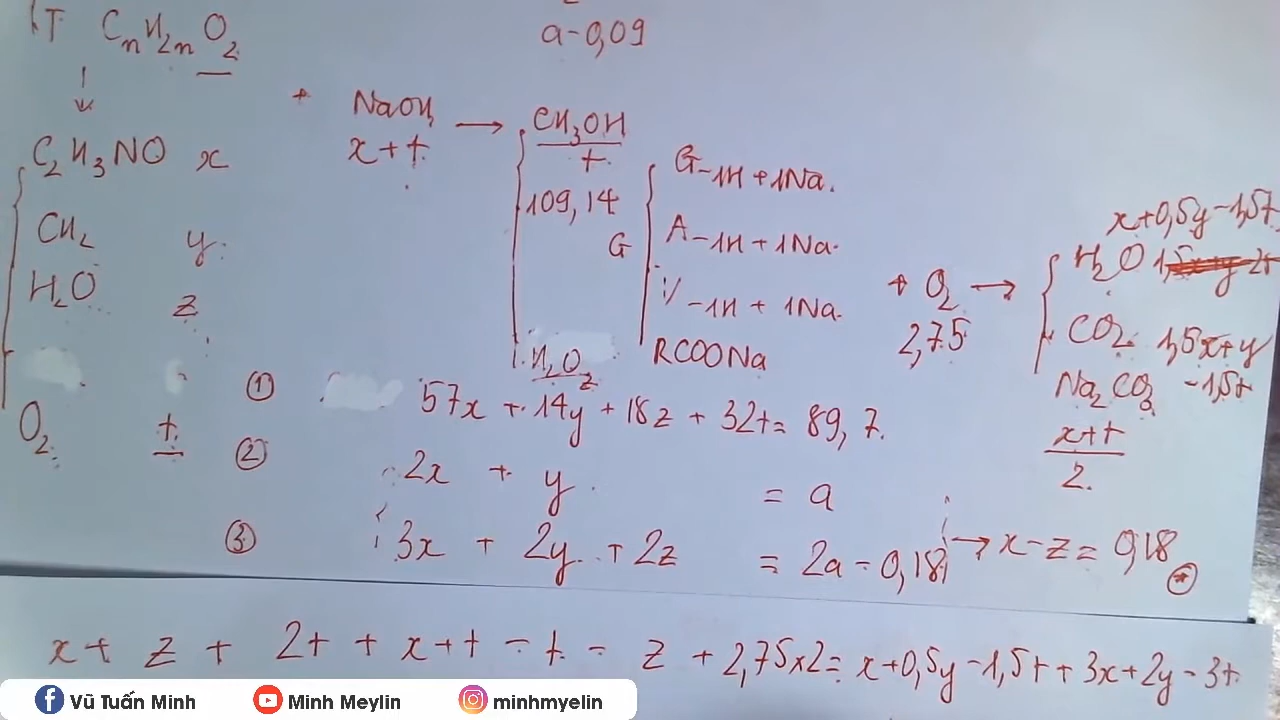 CnH2nO2
a-0,09
+ NaOH → CH3OH
x+t
t
C2H3NO x
G -1H + 1Na.
109,14
CH2 y
G
A -1H + 1Na.
x+0,5y-1,5t
H2O z
V -1H + 1Na.
+ O2 → H2O
2,75
RCOONa
H2O z
CO2 1,5x+y
-1,5t
Na2CO3
x+t
2
O2 t
① 57x + 14y + 18z + 32t = 89,7.
② 2x + y = a
③ 3x + 2y + 2z = 2a - 0,18 → x-z = 0,18 *
x + z + 2t + x+t - t - z + 2,75x2 = x+0,5y-1,5t + 3x+2y-3t
Vũ Tuấn Minh
Minh Meylin
minhmyelin